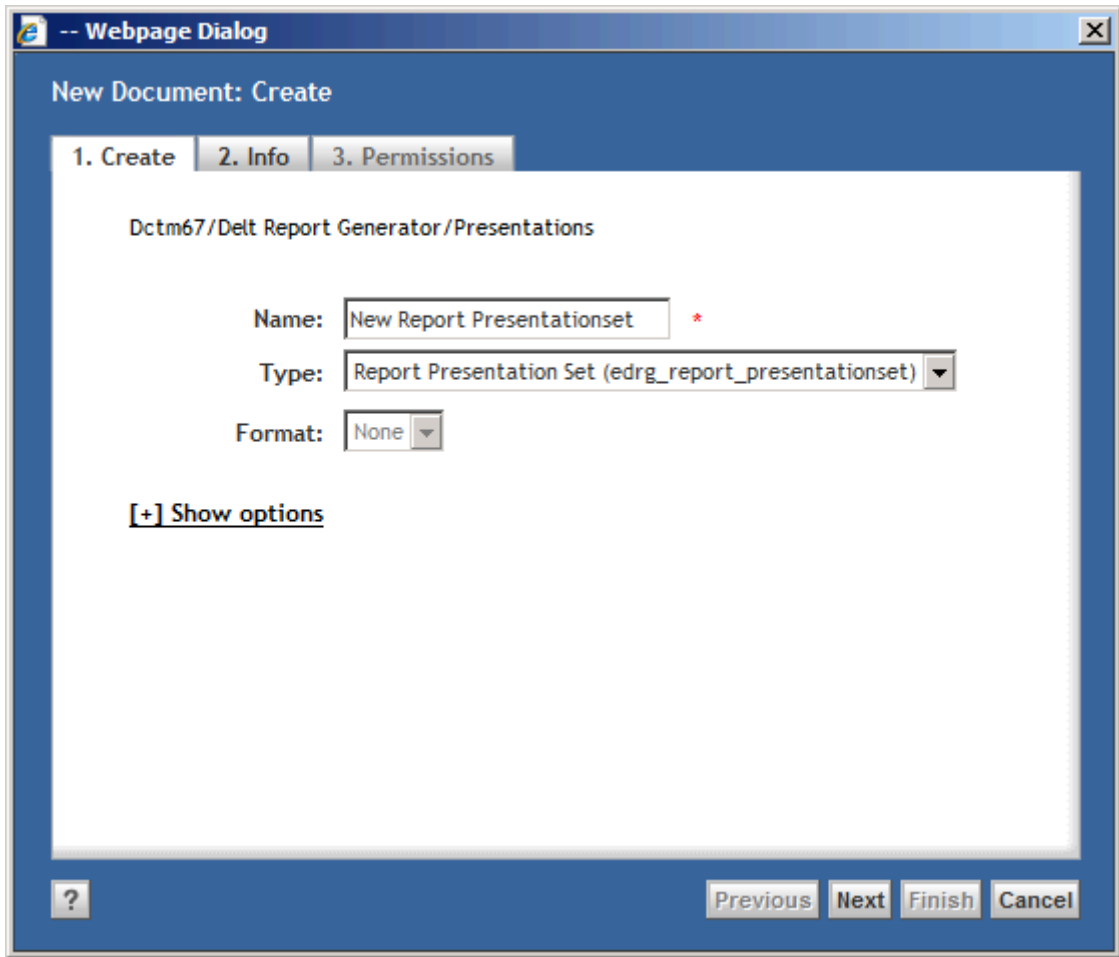 -- Webpage Dialog
New Document: Create
1. Create 2. Info 3. Permissions
Dctm67/Delt Report Generator/Presentations
Name: New Report Presentationset *
Type: Report Presentation Set (edrg_report_presentationset)
Format: None
[+] Show options
? Previous Next Finish Cancel